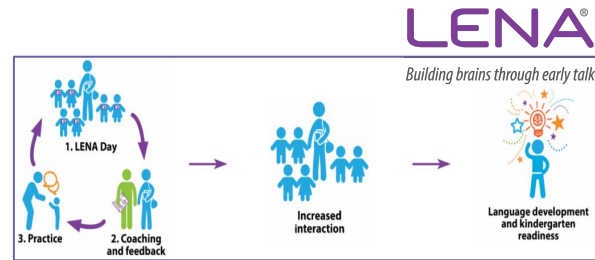 LENA®
Building brains through early talk
1. LENA Day
3. Practice
2. Coaching
and feedback
Increased
interaction
Language development
and kindergarten
readiness